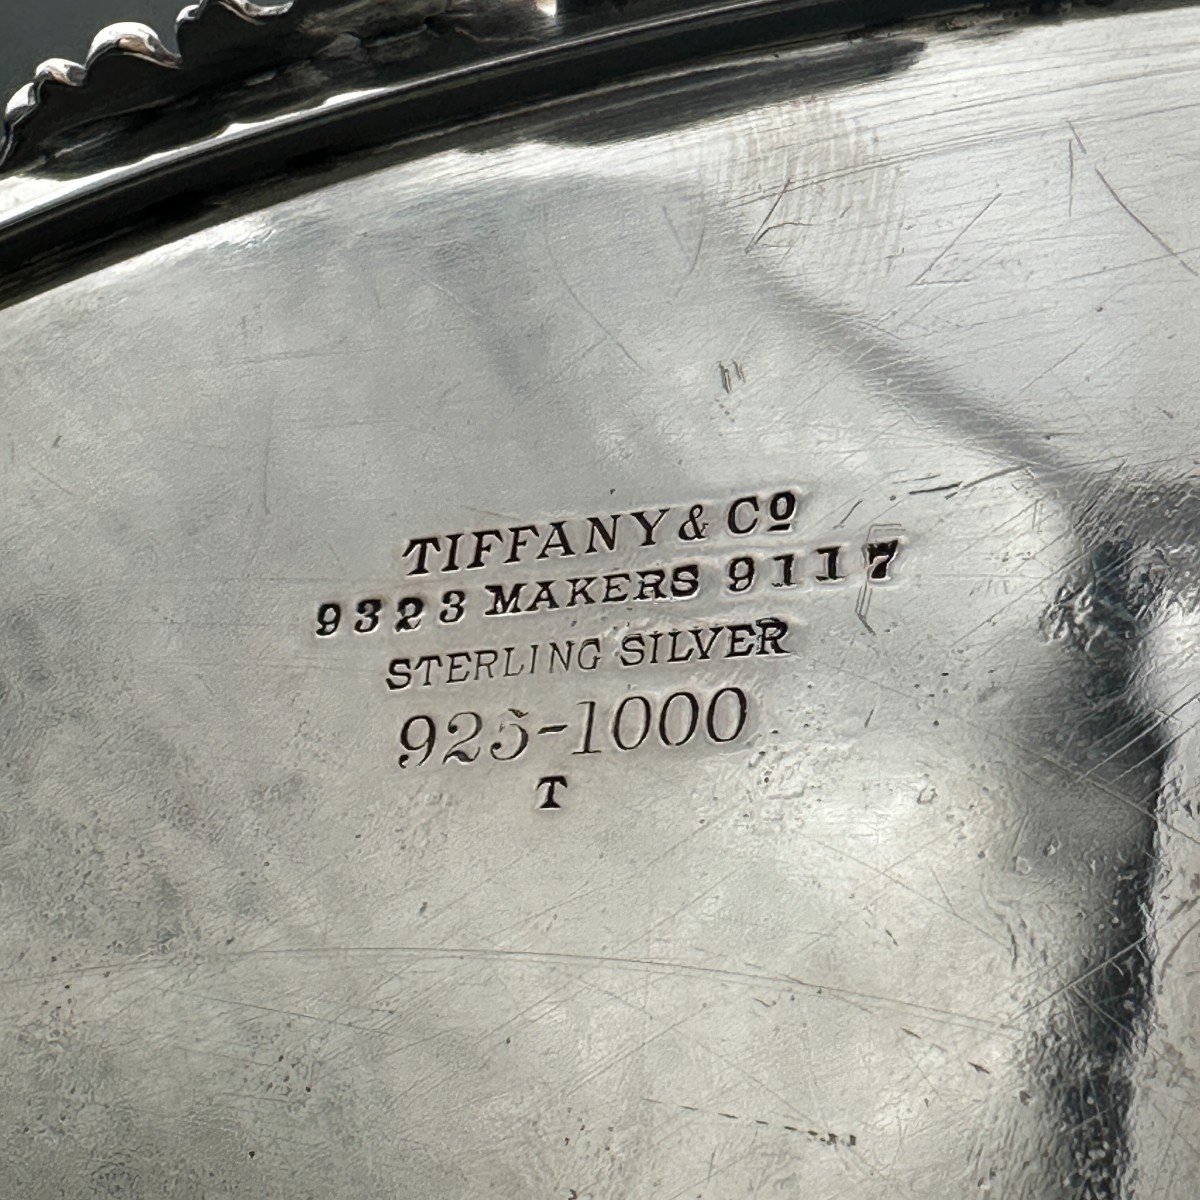 TIFFANY & Cº
9323 MAKERS 9117
STERLING SILVER
925-1000
T